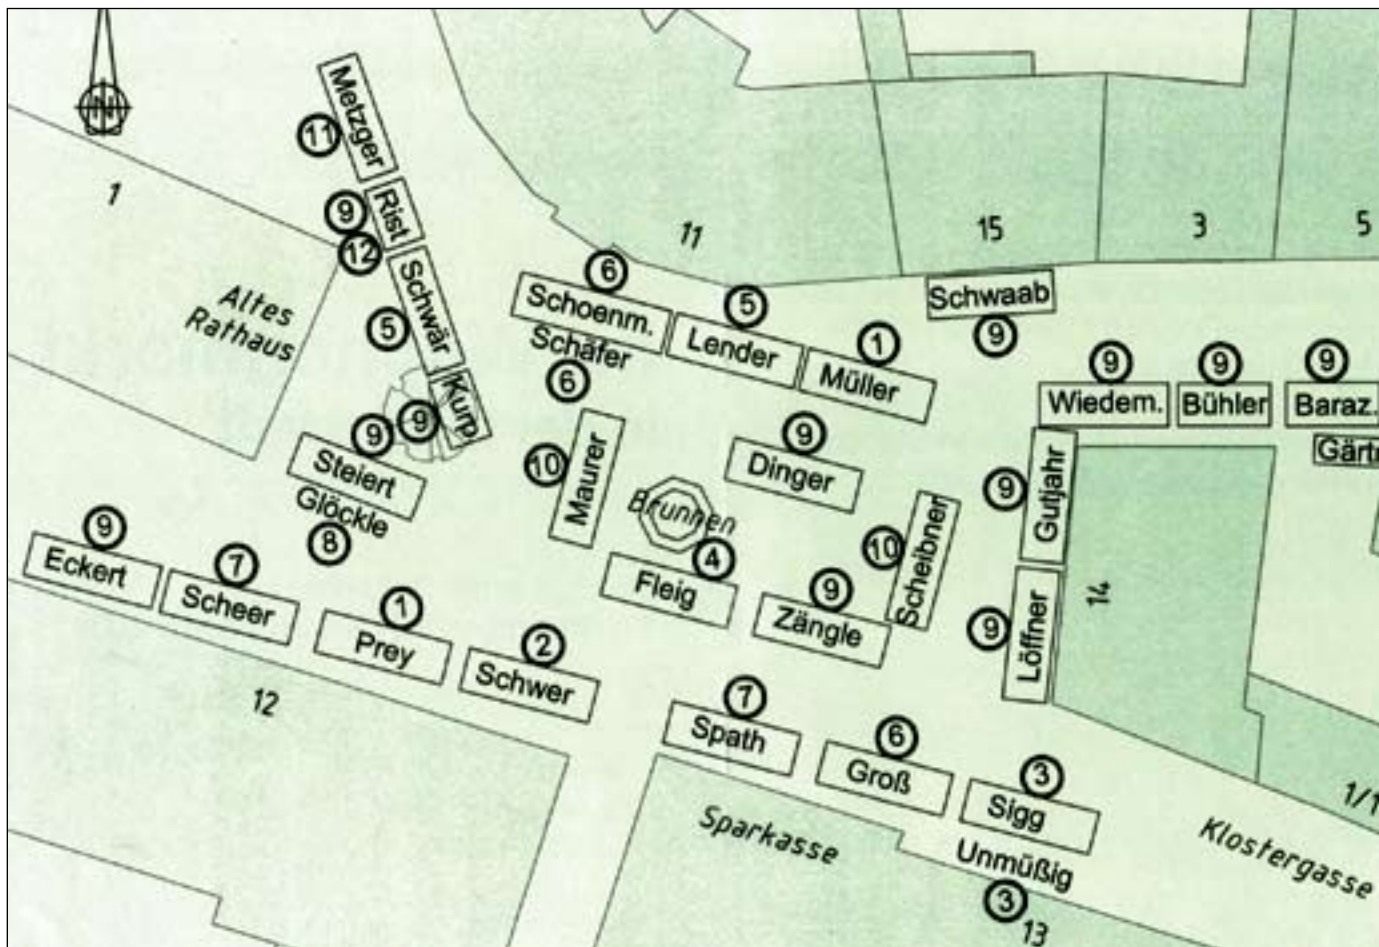 N
Metzger
11
1
9
Rist
12
11
15
3
5
Altes
Rathaus
Schwär
5
6
Schoenm.
Schäfer
6
5
Lender
1
Müller
Schwaab
9
9
Wiedem.
9
Bühler
9
Baraz.
Gärtn
Kurp
9
9
Steiert
Glöckle
8
10
Maurer
Brunnen
9
Dinger
10
Scheibner
9
Gutjahr
14
9
Eckert
7
Scheer
1
Prey
2
Schwer
4
Fleig
9
Zängle
9
Löffner
12
7
Spath
6
Groß
3
Sigg
Unmüßig
3
13
Sparkasse
Klostergasse
1/1